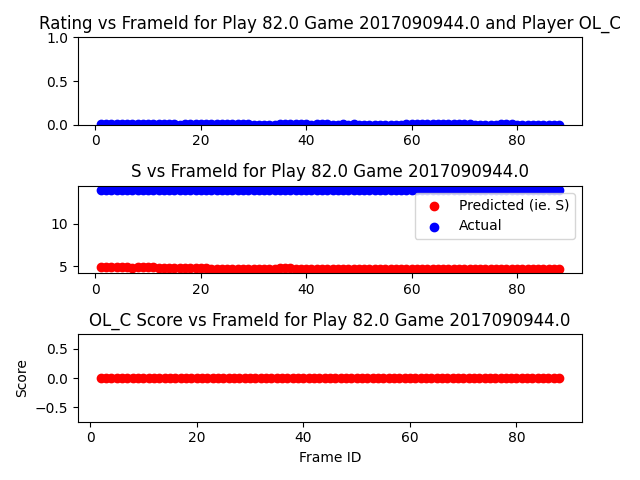 Rating vs FrameId for Play 82.0 Game 2017090944.0 and Player OL_C
1.0
0.5
0.0
0 20 40 60 80
S vs FrameId for Play 82.0 Game 2017090944.0
10
5
Predicted (ie. S)
Actual
0 20 40 60 80
OL_C Score vs FrameId for Play 82.0 Game 2017090944.0
Score
0.5
0.0
−0.5
0 20 40 60 80
Frame ID